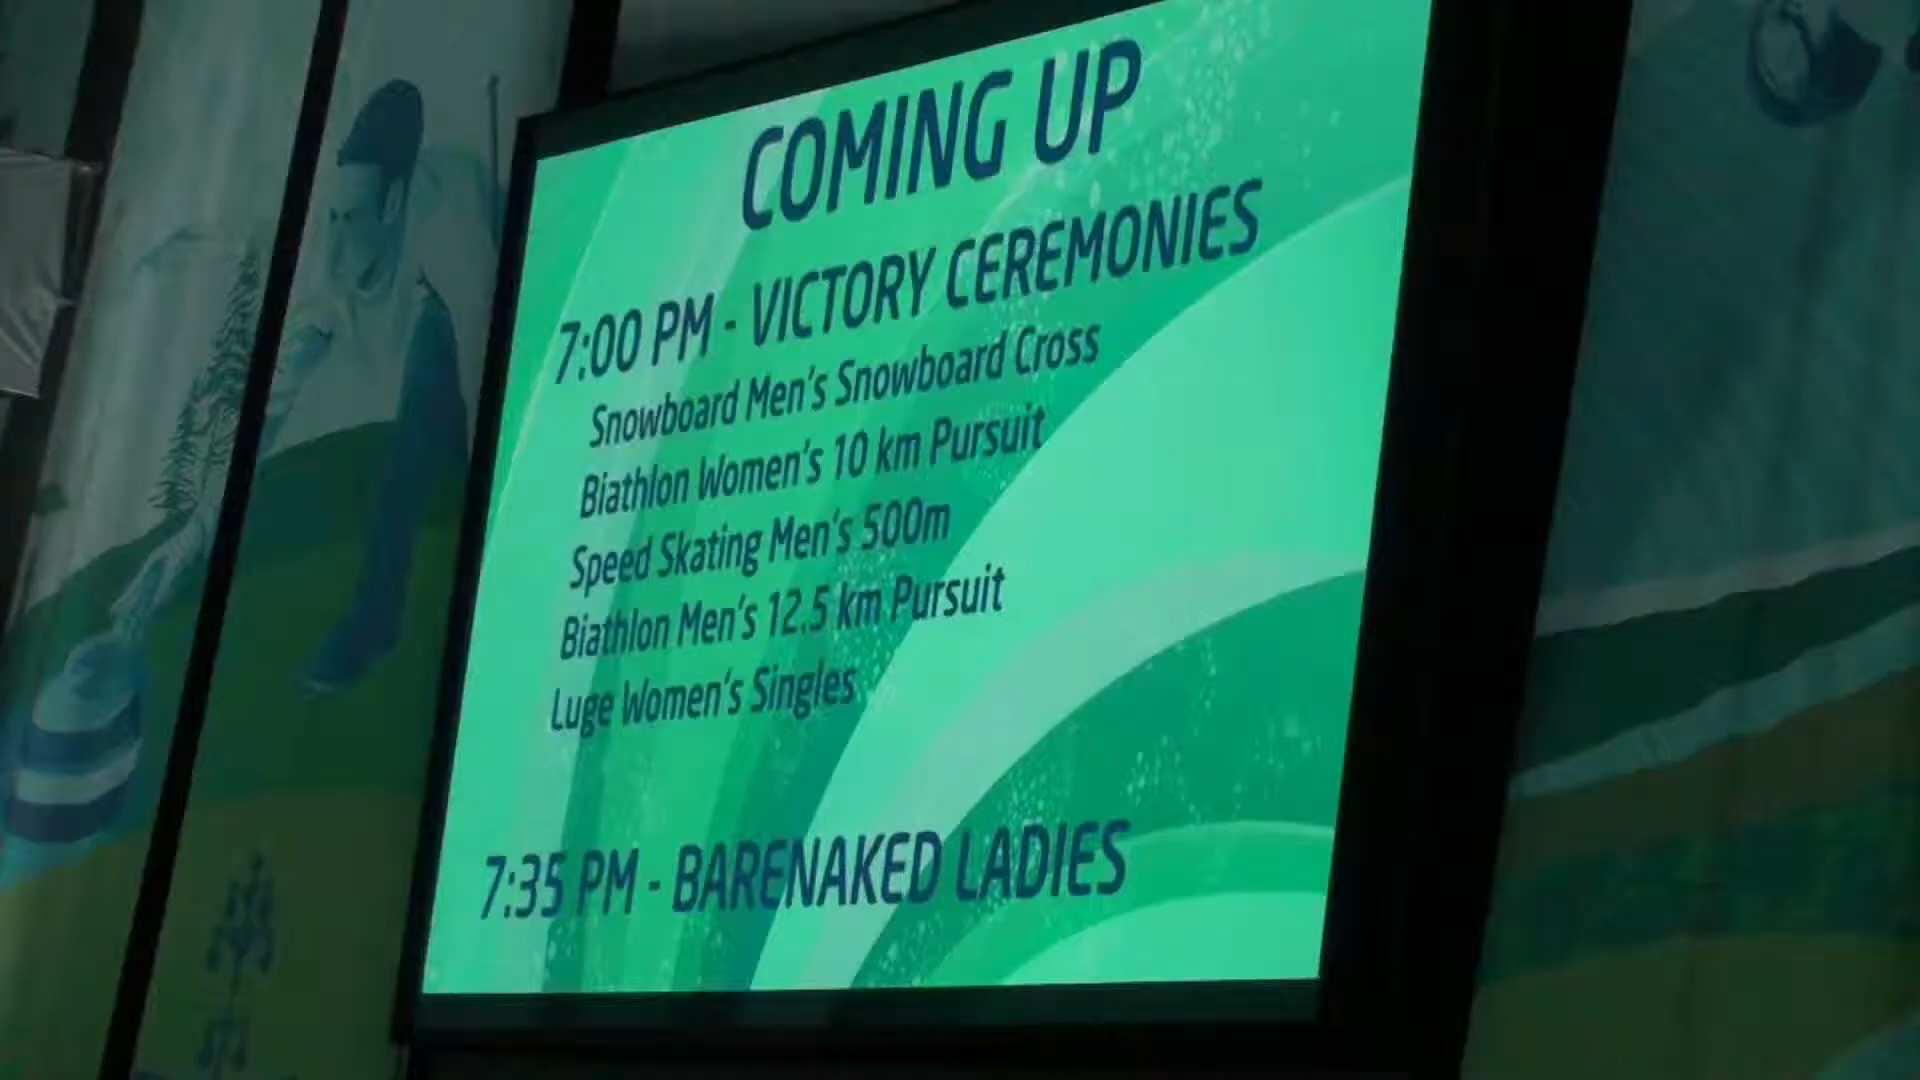 COMING UP
7:00 PM - VICTORY CEREMONIES
Snowboard Men's Snowboard Cross
Biathlon Women's 10 km Pursuit
Speed Skating Men's 500m
Biathlon Men's 12.5 km Pursuit
Luge Women's Singles
7:35 PM - BARENAKED LADIES